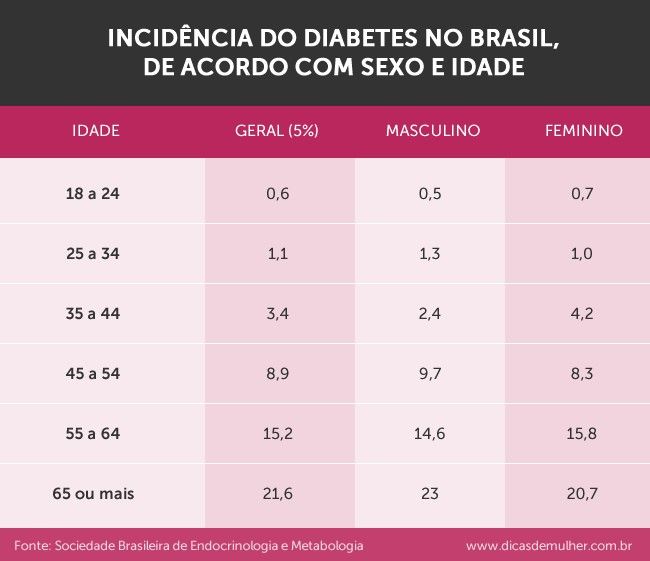 INCIDÊNCIA DO DIABETES NO BRASIL,
DE ACORDO COM SEXO E IDADE
IDADE GERAL (5%) MASCULINO FEMININO
18 a 24 0,6 0,5 0,7
25 a 34 1,1 1,3 1,0
35 a 44 3,4 2,4 4,2
45 a 54 8,9 9,7 8,3
55 a 64 15,2 14,6 15,8
65 ou mais 21,6 23 20,7
Fonte: Sociedade Brasileira de Endocrinologia e Metabologia www.dicasdemulher.com.br